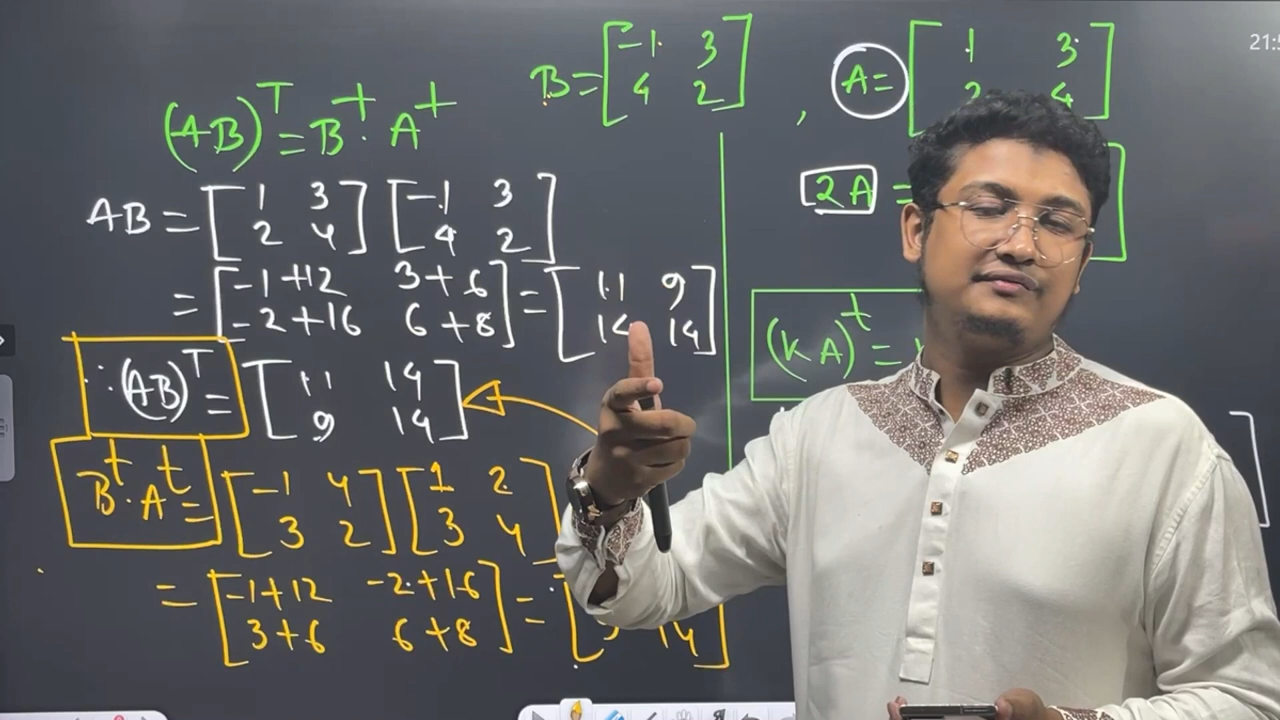 B = [ -1 3
4 2 ] , A = [ 1 3
2 4 ]
(AB)^T = B^t . A^t
2A =
AB = [ 1 3
2 4 ] [ -1 3
4 2 ]
= [ -1+12 3+6
-2+16 6+8 ] = [ 11 9
14 14 ]
(KA)^t =
∴ (AB)^T = [ 11 14
9 14 ]
B^t . A^t = [ -1 4
3 2 ] [ 1 2
3 4
= [ -1+12 -2+16
3+6 6+8 ] = [
14 ]